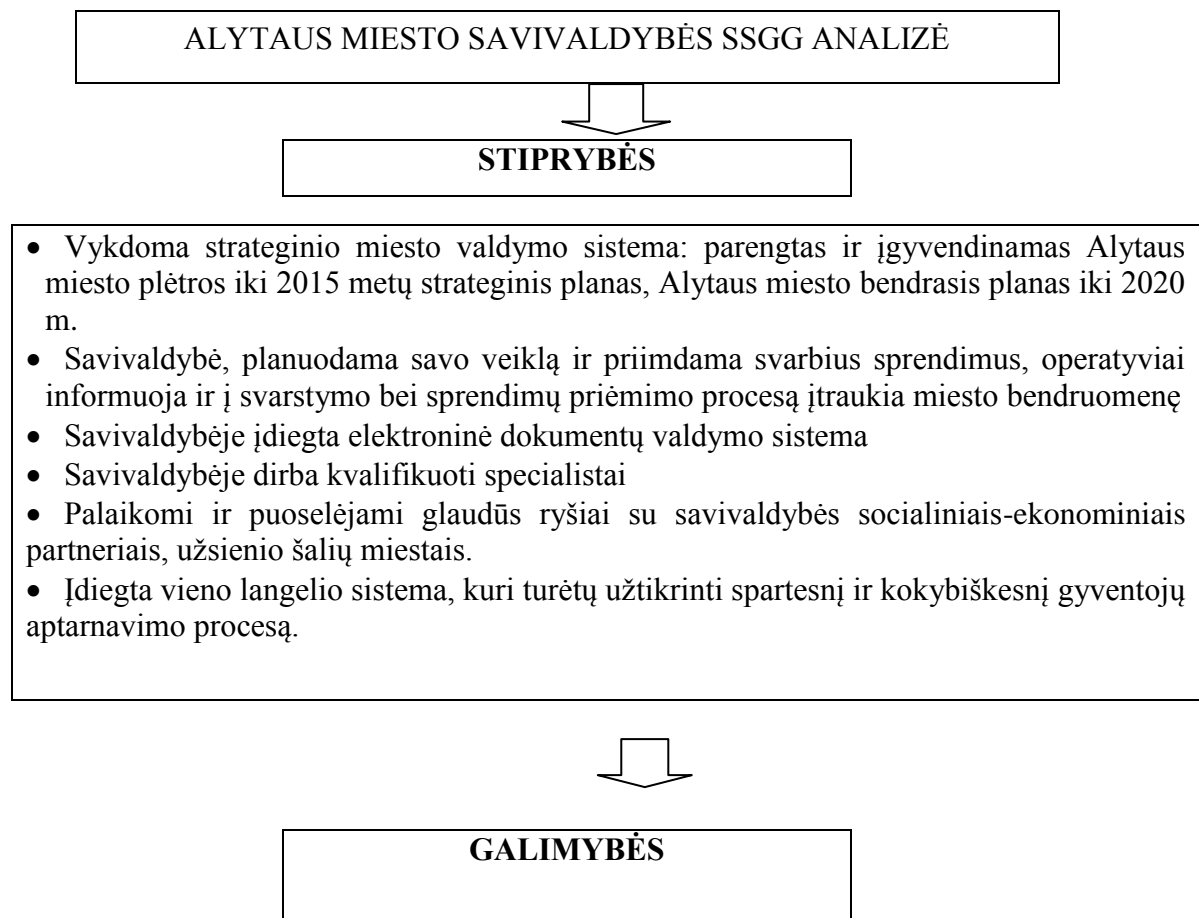 ALYTAUS MIESTO SAVIVALDYBĖS SSGG ANALIZĖ
STIPRYBĖS
• Vykdoma strateginio miesto valdymo sistema: parengtas ir įgyvendinamas Alytaus
miesto plėtros iki 2015 metų strateginis planas, Alytaus miesto bendrasis planas iki 2020
m.
• Savivaldybė, planuodama savo veiklą ir priimdama svarbius sprendimus, operatyviai
informuoja ir į svarstymo bei sprendimų priėmimo procesą įtraukia miesto bendruomenę
• Savivaldybėje įdiegta elektroninė dokumentų valdymo sistema
• Savivaldybėje dirba kvalifikuoti specialistai
• Palaikomi ir puoselėjami glaudūs ryšiai su savivaldybės socialiniais-ekonominiais
partneriais, užsienio šalių miestais.
• Įdiegta vieno langelio sistema, kuri turėtų užtikrinti spartesnį ir kokybiškesnį gyventojų
aptarnavimo procesą.
GALIMYBĖS